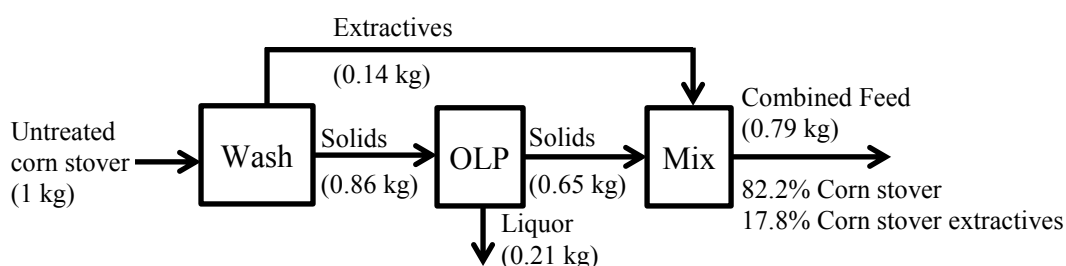 Extractives
(0.14 kg)
Untreated
corn stover
(1 kg)
Wash
Solids
(0.86 kg)
OLP
Solids
(0.65 kg)
Liquor
(0.21 kg)
Mix
Combined Feed
(0.79 kg)
82.2% Corn stover
17.8% Corn stover extractives